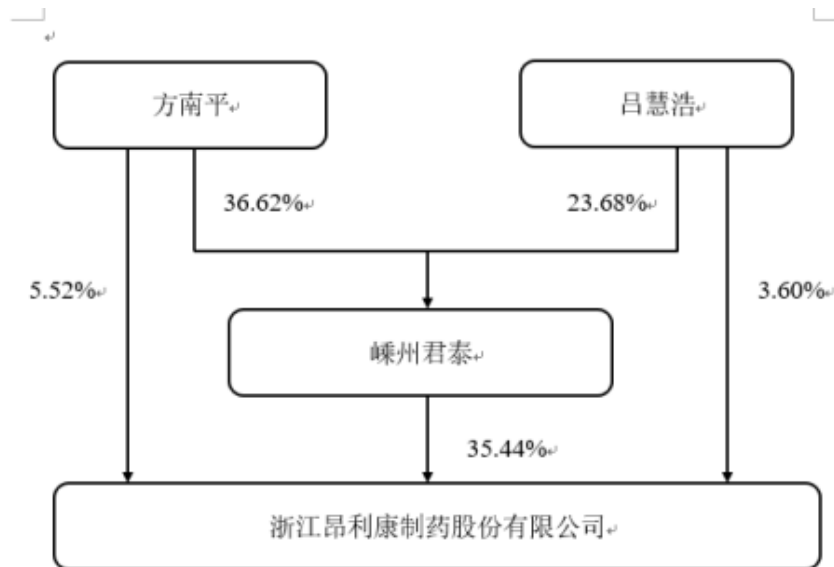 方南平
吕慧浩
36.62%
23.68%
5.52%
3.60%
嵊州君泰
35.44%
浙江昂利康制药股份有限公司